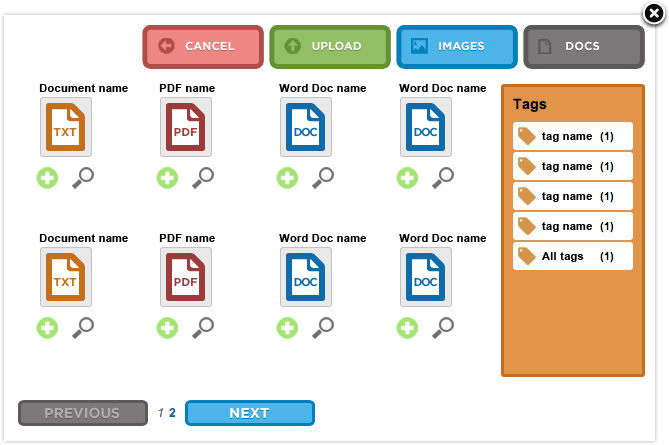 CANCEL UPLOAD IMAGES DOCS
Document name PDF name Word Doc name Word Doc name
TXT PDF DOC DOC
Tags
tag name (1)
tag name (1)
tag name (1)
tag name (1)
All tags (1)
Document name PDF name Word Doc name Word Doc name
TXT PDF DOC DOC
PREVIOUS 1 2 NEXT